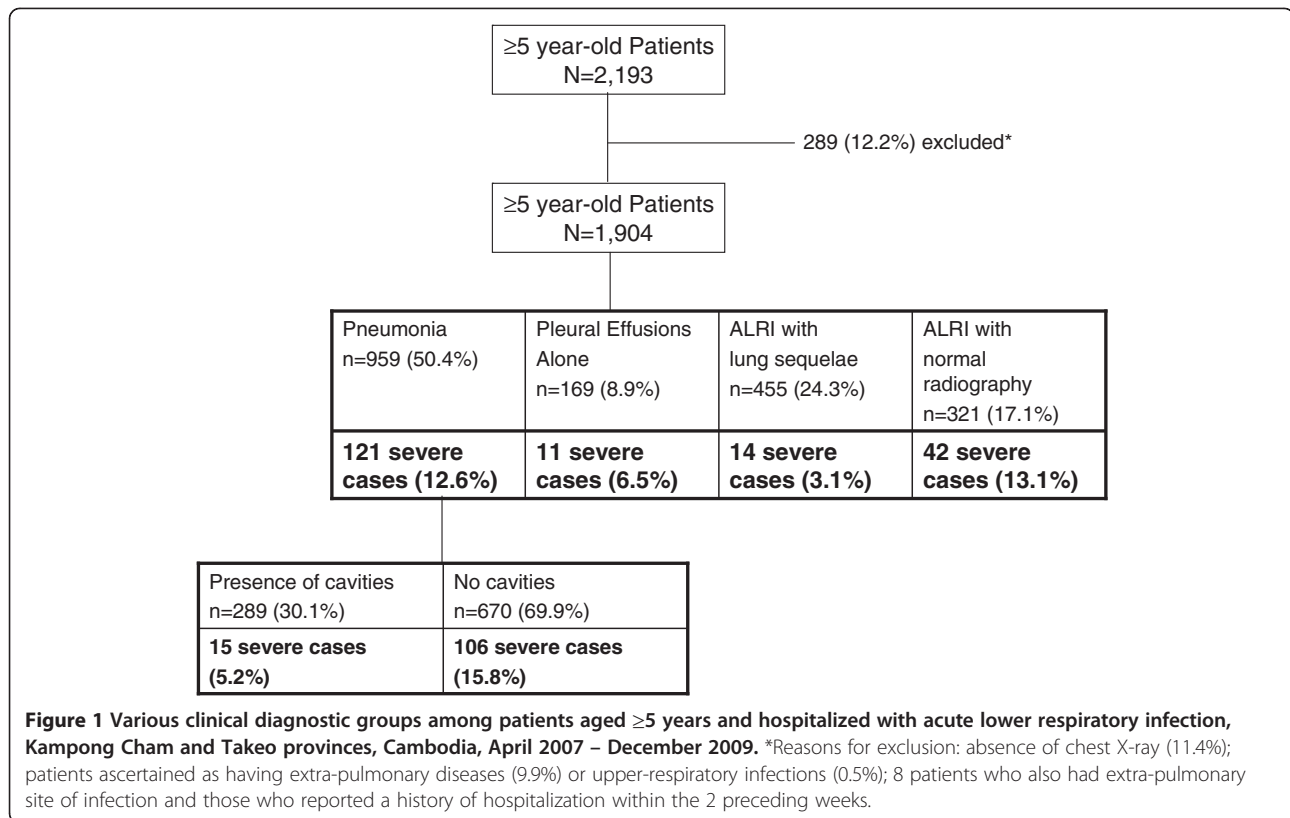 ≥5 year-old Patients
N=2,193
289 (12.2%) excluded*
≥5 year-old Patients
N=1,904
Pneumonia
n=959 (50.4%)
Pleural Effusions
Alone
n=169 (8.9%)
ALRI with
lung sequelae
n=455 (24.3%)
ALRI with
normal
radiography
n=321 (17.1%)
121 severe
cases (12.6%)
11 severe
cases (6.5%)
14 severe
cases (3.1%)
42 severe
cases (13.1%)
Presence of cavities
n=289 (30.1%)
No cavities
n=670 (69.9%)
15 severe cases
(5.2%)
106 severe cases
(15.8%)
Figure 1 Various clinical diagnostic groups among patients aged ≥5 years and hospitalized with acute lower respiratory infection,
Kampong Cham and Takeo provinces, Cambodia, April 2007 – December 2009. *Reasons for exclusion: absence of chest X-ray (11.4%);
patients ascertained as having extra-pulmonary diseases (9.9%) or upper-respiratory infections (0.5%); 8 patients who also had extra-pulmonary
site of infection and those who reported a history of hospitalization within the 2 preceding weeks.